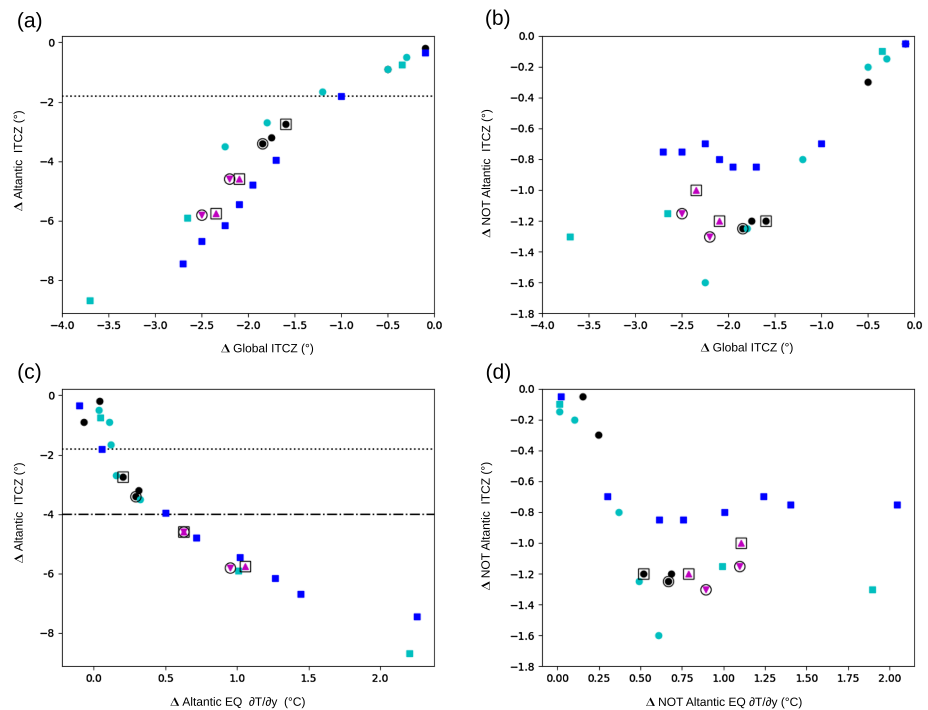 (a)
0
−2
−4
−6
−8
−4.0 −3.5 −3.0 −2.5 −2.0 −1.5 −1.0 −0.5 0.0
Δ Altantic ITCZ (°)
Δ Global ITCZ (°)
(b)
0.0
−0.2
−0.4
−0.6
−0.8
−1.0
−1.2
−1.4
−1.6
−1.8
−4.0 −3.5 −3.0 −2.5 −2.0 −1.5 −1.0 −0.5 0.0
Δ NOT Altantic ITCZ (°)
Δ Global ITCZ (°)
(c)
0
−2
−4
−6
−8
0.0 0.5 1.0 1.5 2.0
Δ Altantic ITCZ (°)
Δ Altantic EQ ∂T/∂y (°C)
(d)
0.0
−0.2
−0.4
−0.6
−0.8
−1.0
−1.2
−1.4
−1.6
−1.8
0.00 0.25 0.50 0.75 1.00 1.25 1.50 1.75 2.00
Δ NOT Altantic ITCZ (°)
Δ NOT Altantic EQ ∂T/∂y (°C)